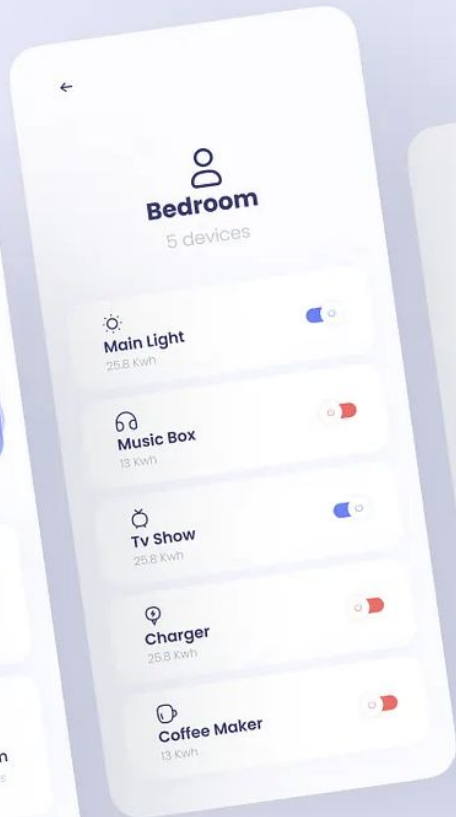 Bedroom
5 devices
Main Light
25.8 Kwh
Music Box
13 Kwh
Tv Show
25.8 Kwh
Charger
25.8 Kwh
Coffee Maker
13 Kwh